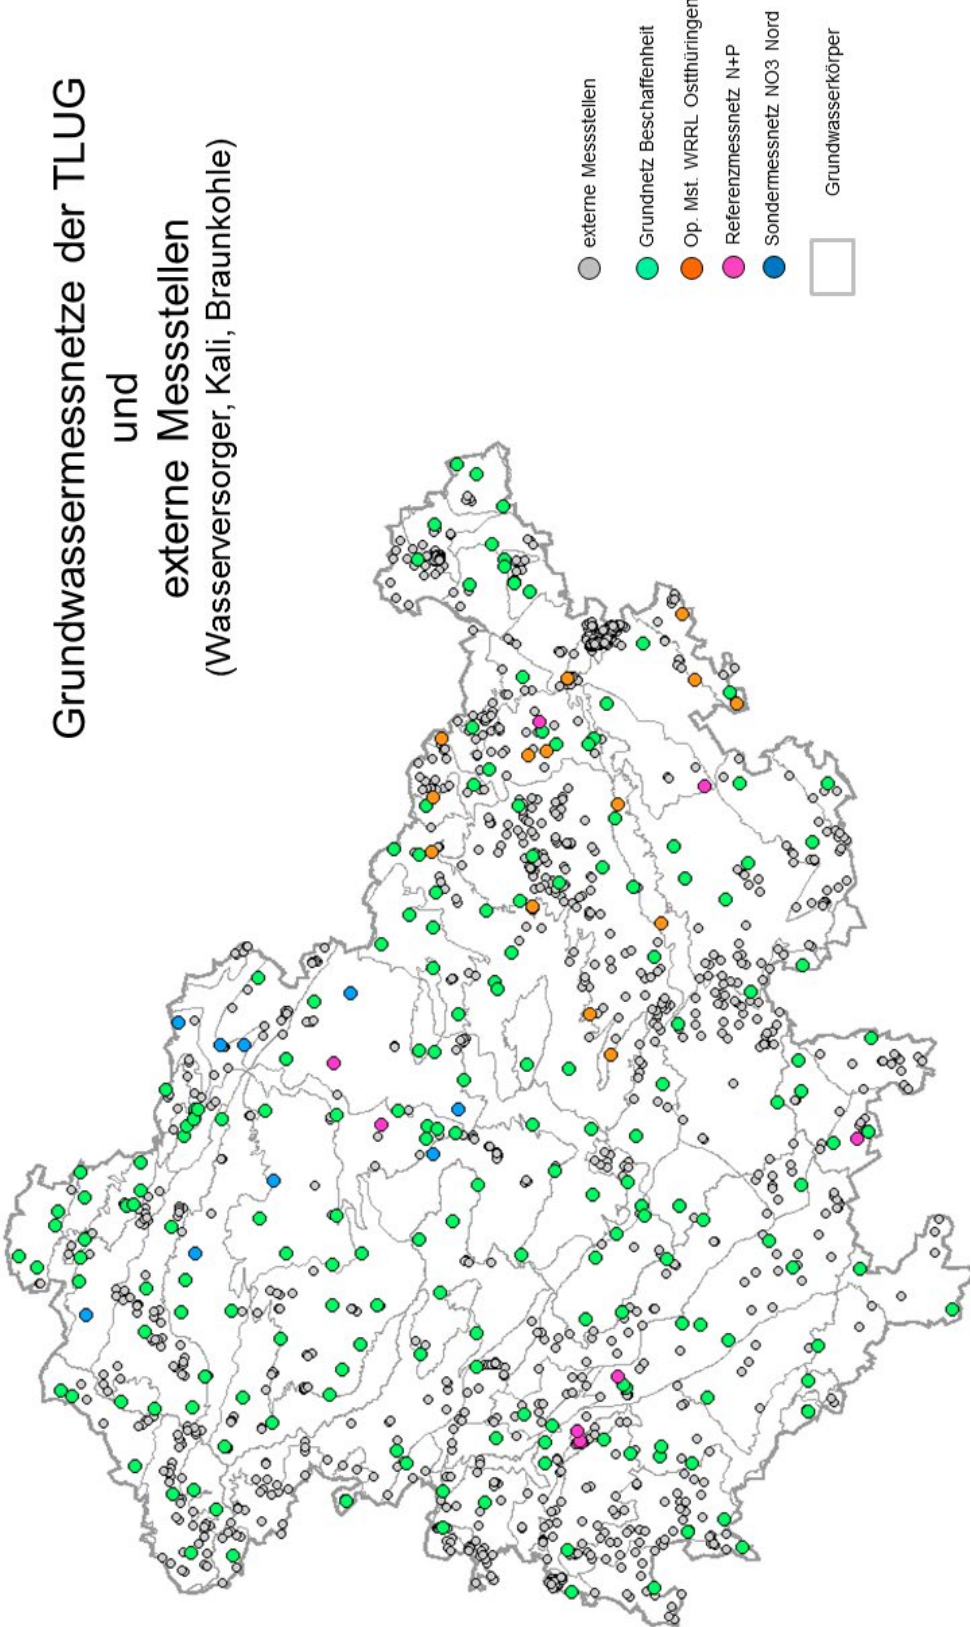 Grundwassermessnetze der TLUG
und
externe Messstellen
(Wasserversorger, Kali, Braunkohle)
externe Messstellen
Grundnetz Beschaffenheit
Op. Mst. WRRL Ostthüringen
Referenzmessnetz N+P
Sondermessnetz NO3 Nord
Grundwasserkörper